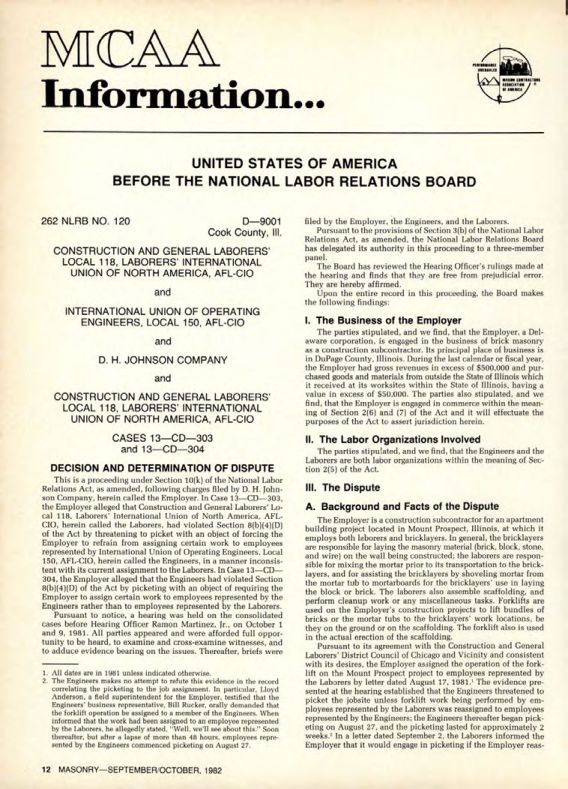 MCAA
Information...
PERFORMANCE
UNEQUALED
MASON CONTRACTORS
ASSOCIATION
OF AMERICA
UNITED STATES OF AMERICA
BEFORE THE NATIONAL LABOR RELATIONS BOARD
262 NLRB NO. 120
D—9001
Cook County, Ill.
CONSTRUCTION AND GENERAL LABORERS'
LOCAL 118, LABORERS' INTERNATIONAL
UNION OF NORTH AMERICA, AFL-CIO
and
INTERNATIONAL UNION OF OPERATING
ENGINEERS, LOCAL 150, AFL-CIO
and
D. H. JOHNSON COMPANY
and
CONSTRUCTION AND GENERAL LABORERS'
LOCAL 118, LABORERS' INTERNATIONAL
UNION OF NORTH AMERICA, AFL-CIO
CASES 13—CD—303
and 13—CD—304
DECISION AND DETERMINATION OF DISPUTE
This is a proceeding under Section 10(k) of the National Labor
Relations Act, as amended, following charges filed by D. H. John-
son Company, herein called the Employer. In Case 13—CD—303,
the Employer alleged that Construction and General Laborers' Lo-
cal 118, Laborers' International Union of North America, AFL-
CIO, herein called the Laborers, had violated Section 8(b)(4)(D)
of the Act by threatening to picket with an object of forcing the
Employer to refrain from assigning certain work to employees
represented by International Union of Operating Engineers, Local
150, AFL-CIO, herein called the Engineers, in a manner inconsis-
tent with its current assignment to the Laborers. In Case 13—CD—
304, the Employer alleged that the Engineers had violated Section
8(b)(4)(D) of the Act by picketing with an object of requiring the
Employer to assign certain work to employees represented by the
Engineers rather than to employees represented by the Laborers.
Pursuant to notice, a hearing was held on the consolidated
cases before Hearing Officer Ramon Martinez, Jr., on October 1
and 9, 1981. All parties appeared and were afforded full oppor-
tunity to be heard, to examine and cross-examine witnesses, and
to adduce evidence bearing on the issues. Thereafter, briefs were
1. All dates are in 1981 unless indicated otherwise.
2. The Engineers makes no attempt to refute this evidence in the record
correlating the picketing to the job assignment. In particular, Lloyd
Anderson, a field superintendent for the Employer, testified that the
Engineers' business representative, Bill Rucker, orally demanded that
the forklift operation be assigned to a member of the Engineers. When
informed that the work had been assigned to an employee represented
by the Laborers, he allegedly stated, "Well, we'll see about this." Soon
thereafter, but after a lapse of more than 48 hours, employees repre-
sented by the Engineers commenced picketing on August 27.
filed by the Employer, the Engineers, and the Laborers.
Pursuant to the provisions of Section 3(b) of the National Labor
Relations Act, as amended, the National Labor Relations Board
has delegated its authority in this proceeding to a three-member
panel.
The Board has reviewed the Hearing Officer's rulings made at
the hearing and finds that they are free from prejudicial error.
They are hereby affirmed.
Upon the entire record in this proceeding, the Board makes
the following findings:
I. The Business of the Employer
The parties stipulated, and we find, that the Employer, a Del-
aware corporation, is engaged in the business of brick masonry
as a construction subcontractor. Its principal place of business is
in DuPage County, Illinois. During the last calendar or fiscal year,
the Employer had gross revenues in excess of $500,000 and pur-
chased goods and materials from outside the State of Illinois which
it received at its worksites within the State of Illinois, having a
value in excess of $50,000. The parties also stipulated, and we
find, that the Employer is engaged in commerce within the mean-
ing of Section 2(6) and (7) of the Act and it will effectuate the
purposes of the Act to assert jurisdiction herein.
II. The Labor Organizations Involved
The parties stipulated, and we find, that the Engineers and the
Laborers are both labor organizations within the meaning of Sec-
tion 2(5) of the Act.
III. The Dispute
A. Background and Facts of the Dispute
The Employer is a construction subcontractor for an apartment
building project located in Mount Prospect, Illinois, at which it
employs both laborers and bricklayers. In general, the bricklayers
are responsible for laying the masonry material (brick, block, stone,
and wire) on the wall being constructed; the laborers are respon-
sible for mixing the mortar prior to its transportation to the brick-
layers, and for assisting the bricklayers by shoveling mortar from
the mortar tub to mortarboards for the bricklayers' use in laying
the block or brick. The laborers also assemble scaffolding, and
perform cleanup work or any miscellaneous tasks. Forklifts are
used on the Employer's construction projects to lift bundles of
bricks or the mortar tubs to the bricklayers' work locations, be
they on the ground or on the scaffolding. The forklift also is used
in the actual erection of the scaffolding.
Pursuant to its agreement with the Construction and General
Laborers' District Council of Chicago and Vicinity and consistent
with its desires, the Employer assigned the operation of the fork-
lift on the Mount Prospect project to employees represented by
the Laborers by letter dated August 17, 1981.¹ The evidence pre-
sented at the hearing established that the Engineers threatened to
picket the jobsite unless forklift work being performed by em-
ployees represented by the Laborers was reassigned to employees
represented by the Engineers; the Engineers thereafter began pick-
eting on August 27, and the picketing lasted for approximately 2
weeks.² In a letter dated September 2, the Laborers informed the
Employer that it would engage in picketing if the Employer reas-
12 MASONRY—SEPTEMBER/OCTOBER, 1982